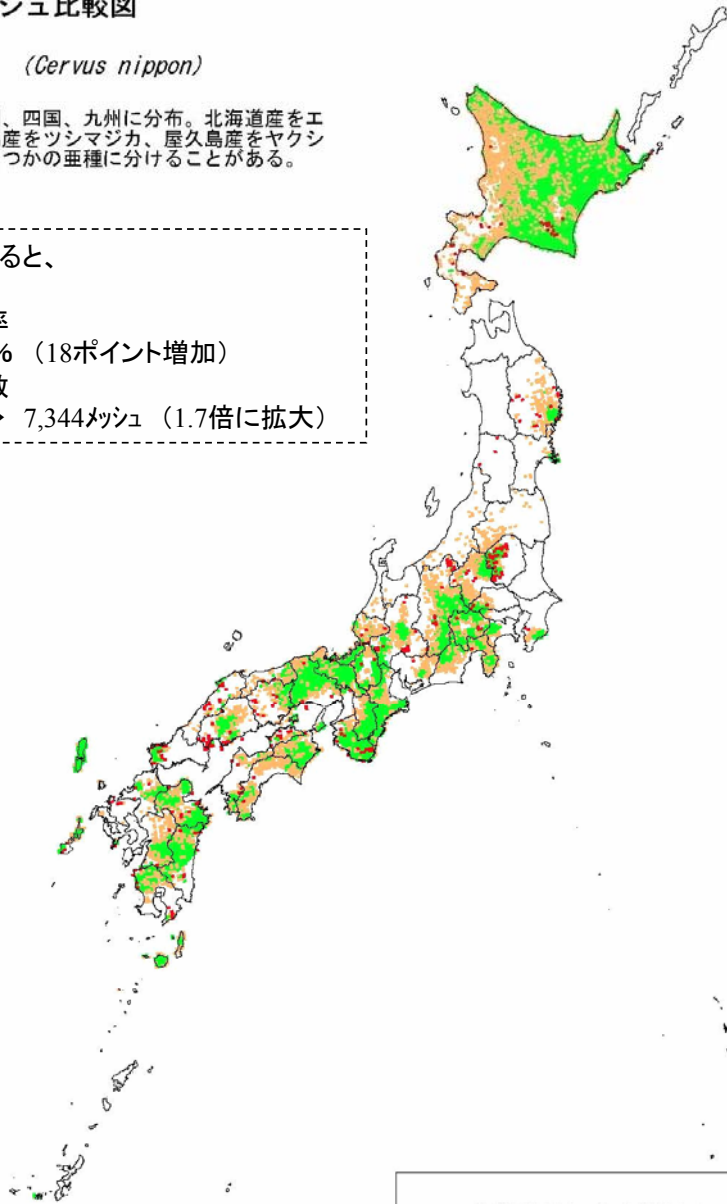 シュ比較図
(Cervus nippon)
、四国、九州に分布。北海道産をエ
産をツシマジカ、屋久島産をヤクシ
つかの亜種に分けることがある。
ると、
率
% （18ポイント増加）
数
7,344メッシュ （1.7倍に拡大）